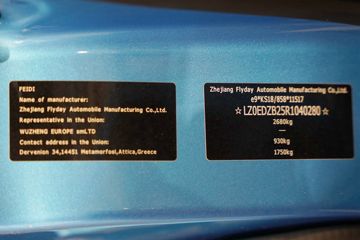 FEIDI
Name of manufacturer:
Zhejiang Flyday Automobile Manufacturing Co.,Ltd.
Representative in the Union:
WUZHENG EUROPE smLTD
Contact address in the Union:
Dervenion 34,14451 Metamorfosi,Attica,Greece
Zhejiang Flyday Automobile Manufacturing Co.,Ltd.
e9*KS18/858*11517
☆LZ0EDZB25R1040280☆
2680kg
—
930kg
1750kg